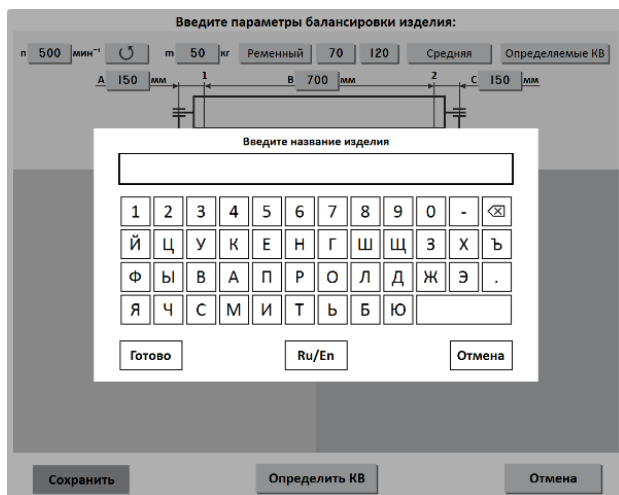 Введите параметры балансировки изделия:
n 500 мин⁻¹ m 50 кг Ременный 70 120 Средняя Определяемые КВ
A 150 мм 1 B 700 мм 2 C 150 мм
Введите название изделия
1 2 3 4 5 6 7 8 9 0 - ⌫
Й Ц У К Е Н Г Ш Щ З Х Ъ
Ф Ы В А П Р О Л Д Ж Э .
Я Ч С М И Т Ь Б Ю
Готово Ru/En Отмена
Сохранить Определить КВ Отмена